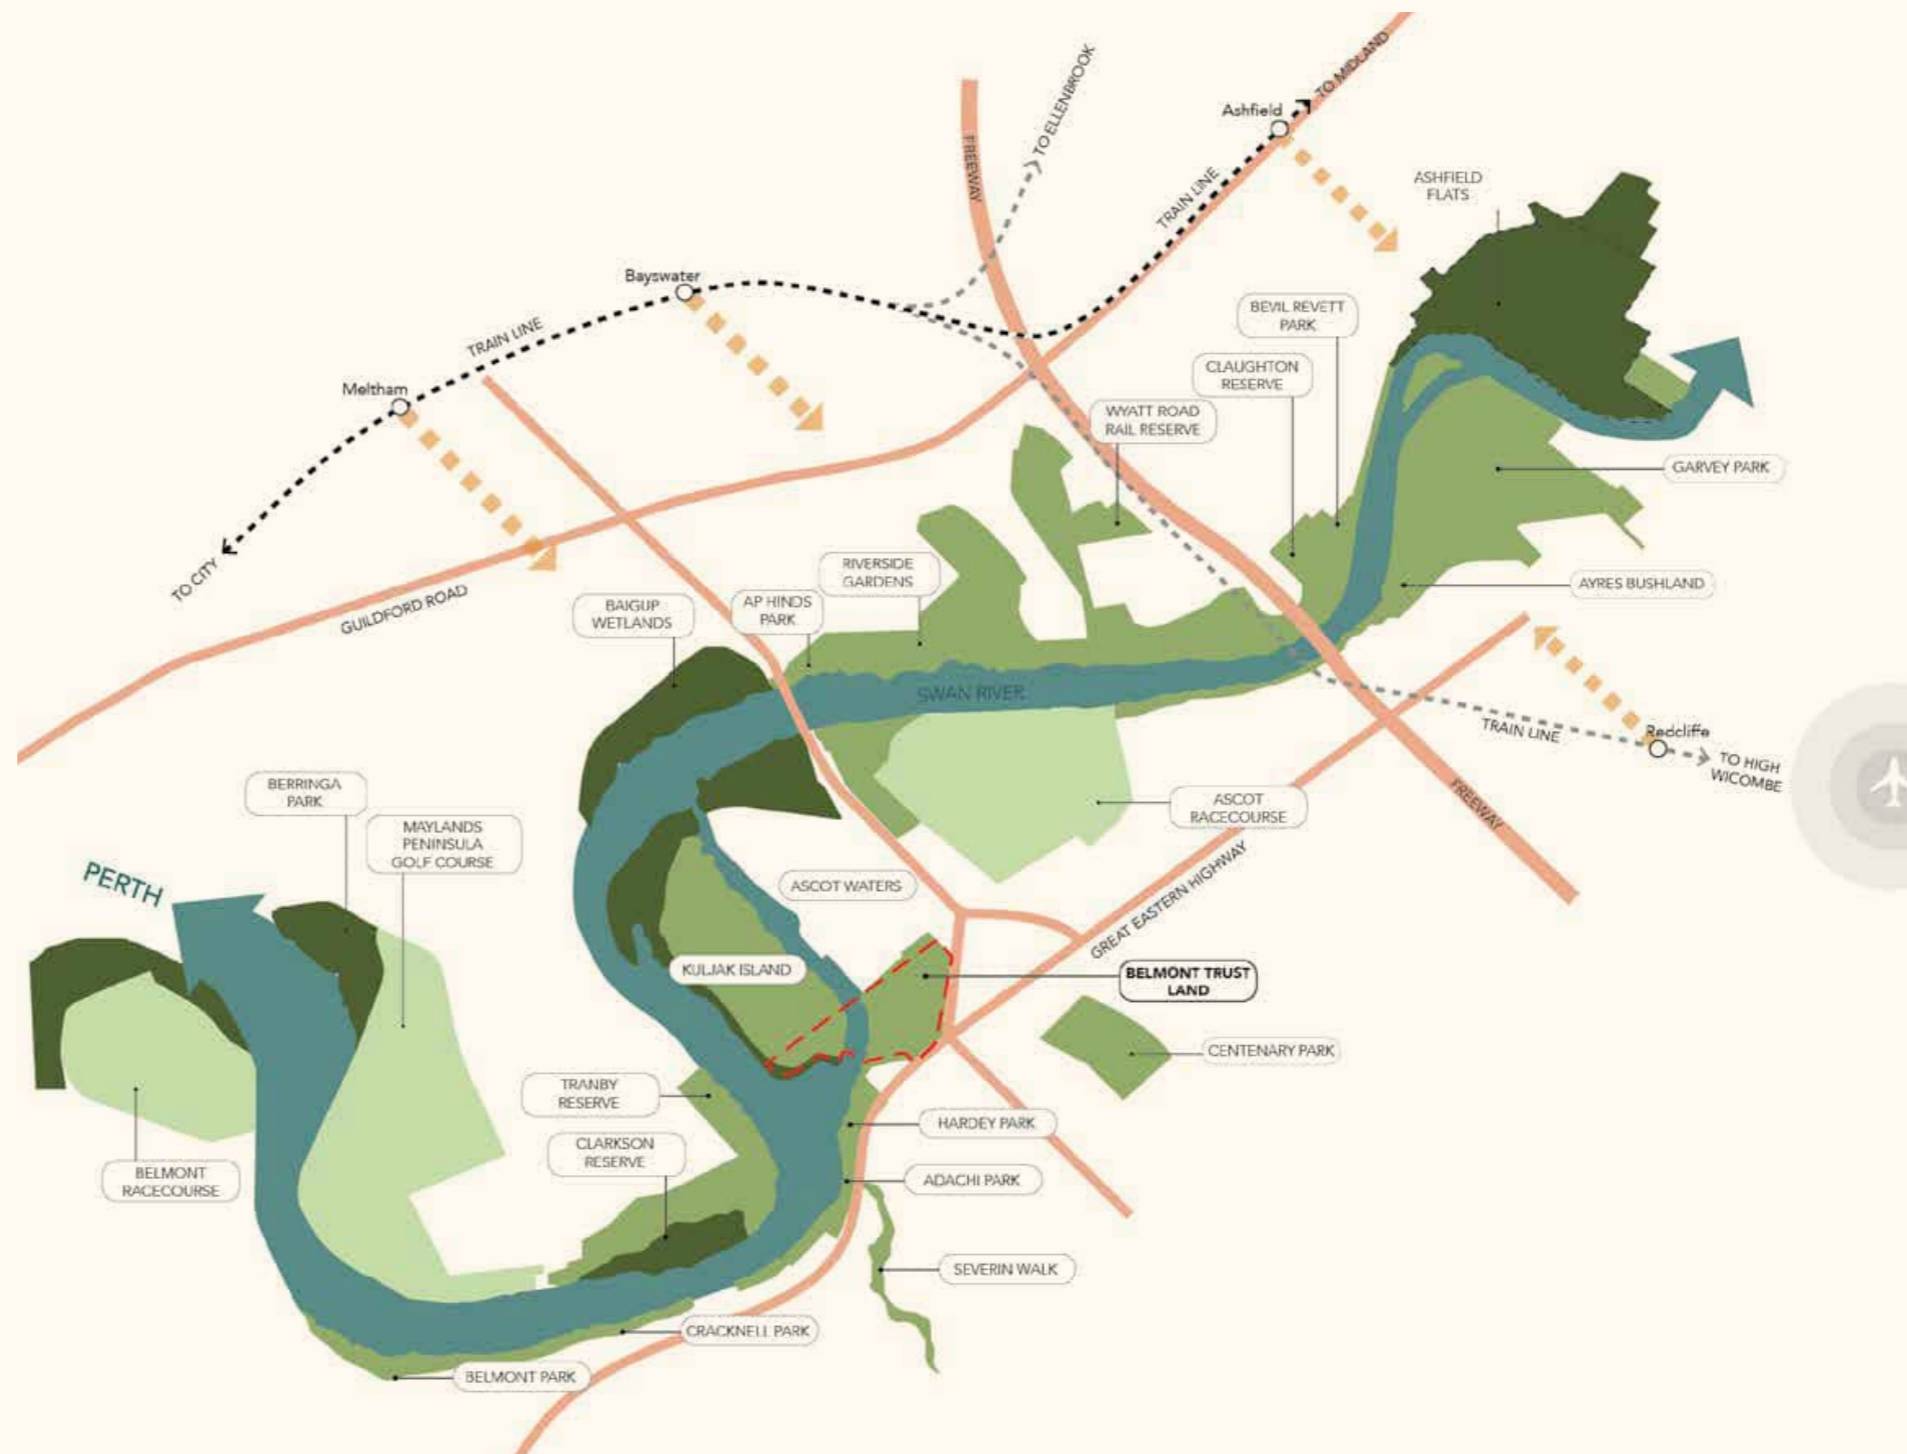 TO ELLENBROOK
TO MIDLAND
Ashfield
FREEWAY
TRAIN LINE
ASHFIELD
FLATS
Bayswater
BEVIL REVETT
PARK
TRAIN LINE
CLAUGHTON
RESERVE
Meltham
WYATT ROAD
RAIL RESERVE
GARVEY PARK
TO CITY
RIVERSIDE
GARDENS
AYRES BUSHLAND
GUILDFORD ROAD
BAIGUP
WETLANDS
AP HINDS
PARK
SWAN RIVER
TRAIN LINE
Redcliffe
TO HIGH
WICOMBE
BERRINGA
PARK
ASCOT
RACECOURSE
FREEWAY
MAYLANDS
PENINSULA
GOLF COURSE
PERTH
ASCOT WATERS
GREAT EASTERN HIGHWAY
KULJAK ISLAND
BELMONT TRUST
LAND
CENTENARY PARK
TRANBY
RESERVE
HARDEY PARK
CLARKSON
RESERVE
BELMONT
RACECOURSE
ADACHI PARK
SEVERIN WALK
CRACKNELL PARK
BELMONT PARK